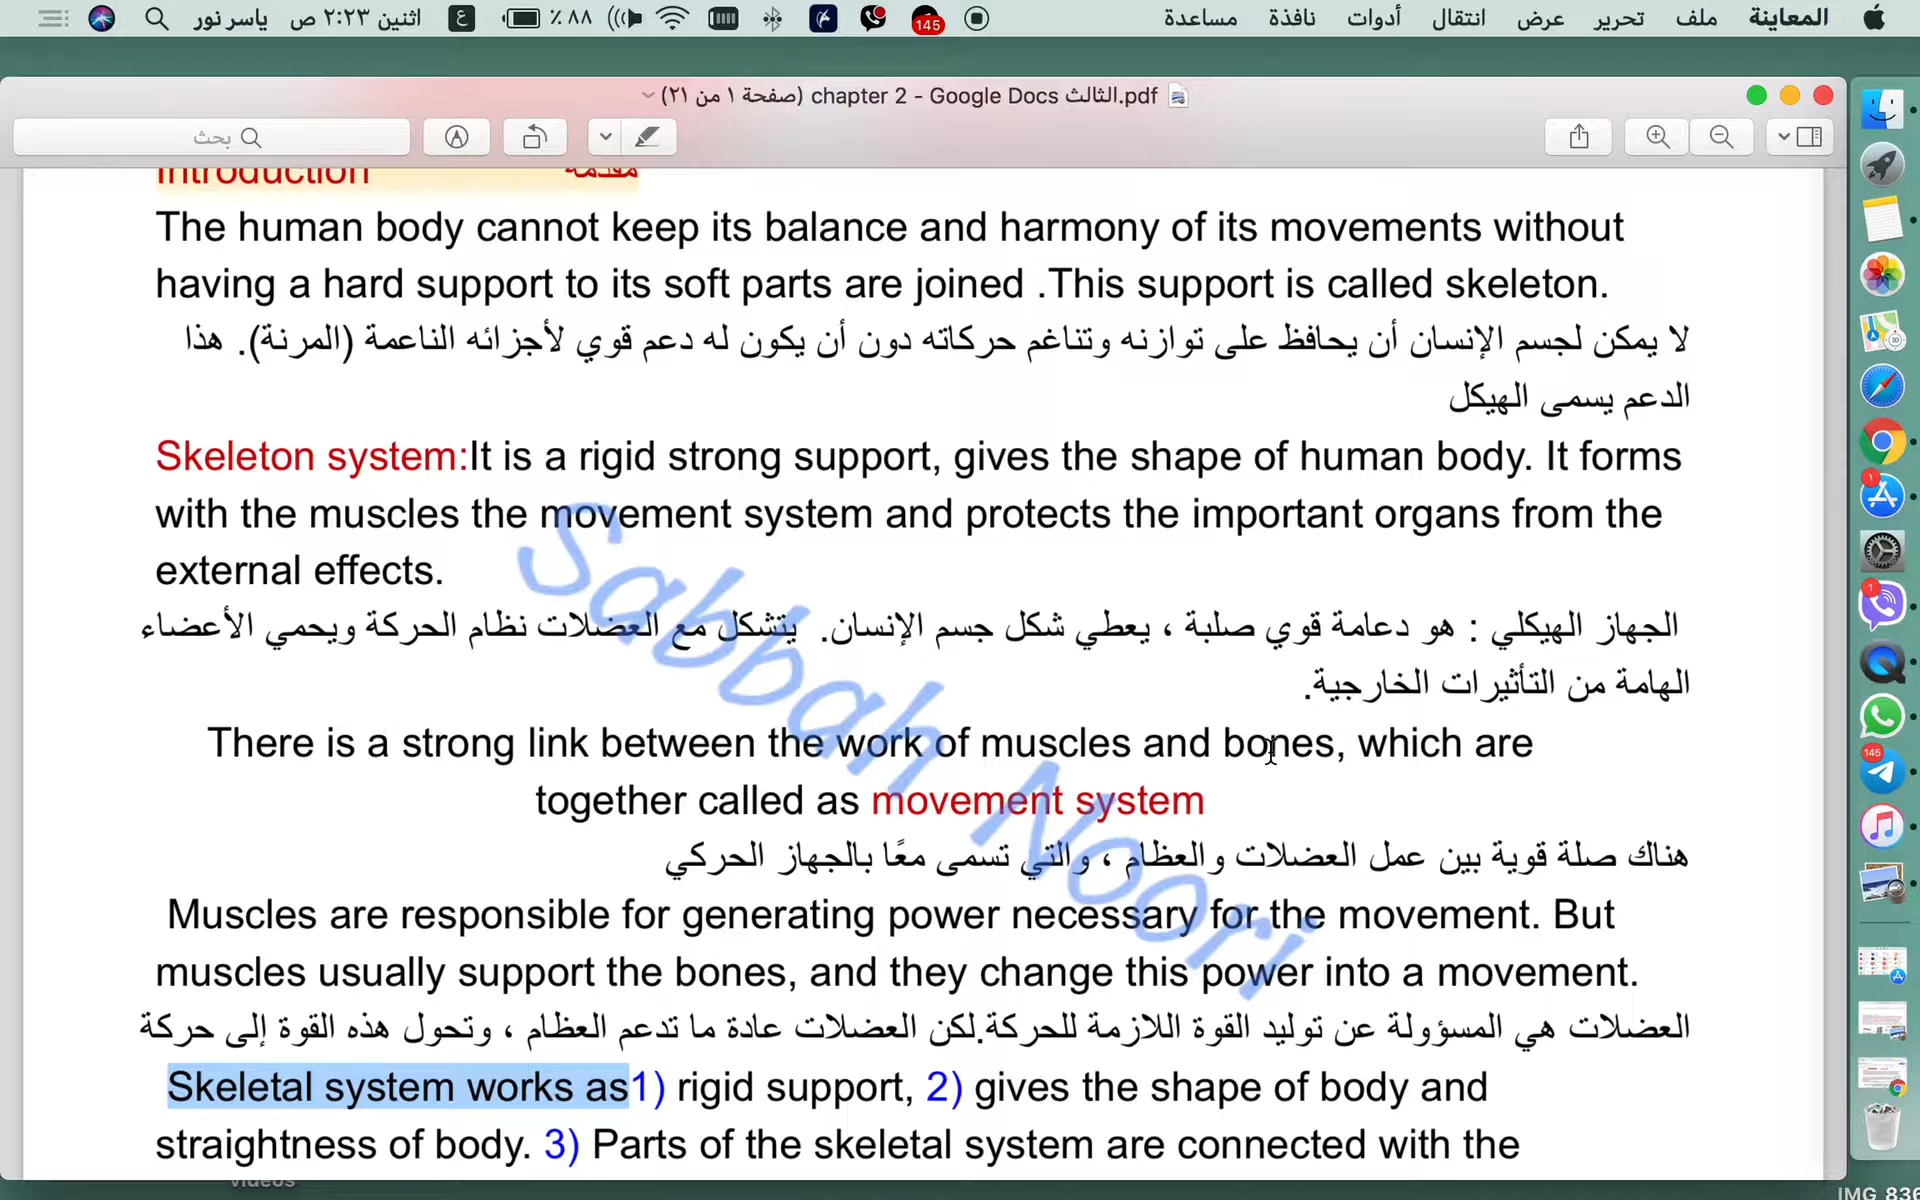 المعاينة ملف تحرير عرض انتقال أدوات نافذة مساعدة
145
٨٨ ٪
ع
اثنين ٢:٢٣ ص ياسر نور
الثالث chapter 2 - Google Docs.pdf (صفحة ١ من ٢١)
بحث
Introduction مقدمة
The human body cannot keep its balance and harmony of its movements without
having a hard support to its soft parts are joined .This support is called skeleton.
لا يمكن لجسم الإنسان أن يحافظ على توازنه وتناغم حركاته دون أن يكون له دعم قوي لأجزائه الناعمة (المرنة). هذا
الدعم يسمى الهيكل
Skeleton system:It is a rigid strong support, gives the shape of human body. It forms
with the muscles the movement system and protects the important organs from the
external effects.
الجهاز الهيكلي : هو دعامة قوي صلبة ، يعطي شكل جسم الإنسان. يتشكل مع العضلات نظام الحركة ويحمي الأعضاء
الهامة من التأثيرات الخارجية.
There is a strong link between the work of muscles and bones, which are
together called as movement system
هناك صلة قوية بين عمل العضلات والعظام ، والتي تسمى معًا بالجهاز الحركي
Muscles are responsible for generating power necessary for the movement. But
muscles usually support the bones, and they change this power into a movement.
العضلات هي المسؤولة عن توليد القوة اللازمة للحركة.لكن العضلات عادة ما تدعم العظام ، وتحول هذه القوة إلى حركة
Skeletal system works as1) rigid support, 2) gives the shape of body and
straightness of body. 3) Parts of the skeletal system are connected with the
Sabbah Noori
1
1
145
videos
IMG_836